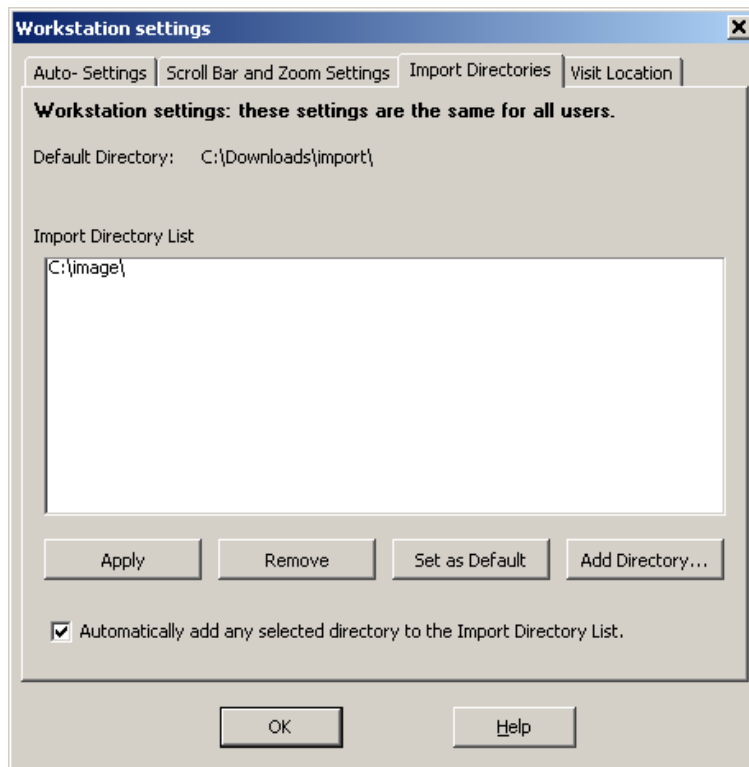 Workstation settings
Auto- Settings Scroll Bar and Zoom Settings Import Directories Visit Location
Workstation settings: these settings are the same for all users.
Default Directory: C:\Downloads\import\
Import Directory List
C:\image\
Apply Remove Set as Default Add Directory...
Automatically add any selected directory to the Import Directory List.
OK Help